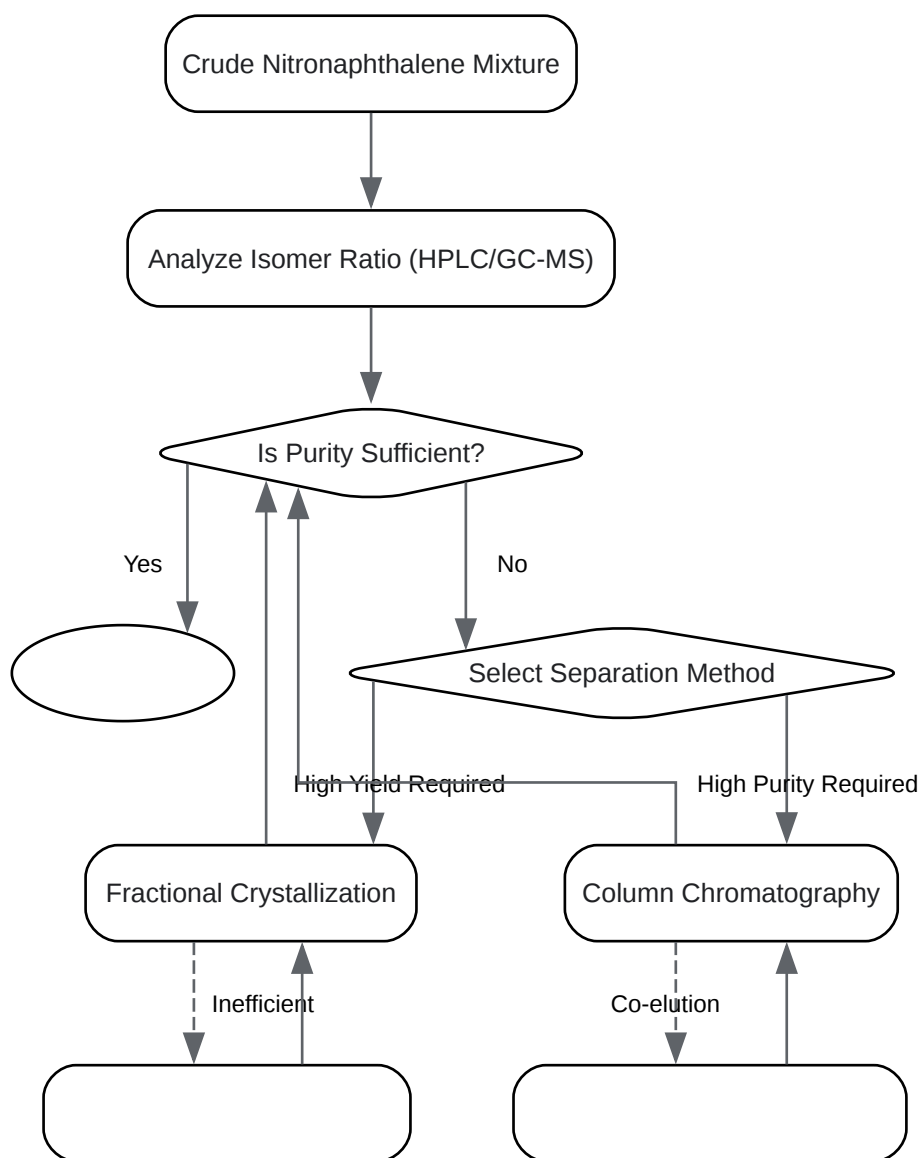 Crude Nitronaphthalene Mixture
Analyze Isomer Ratio (HPLC/GC-MS)
Is Purity Sufficient?
Yes
No
Select Separation Method
High Yield Required
High Purity Required
Fractional Crystallization
Column Chromatography
Inefficient
Co-elution